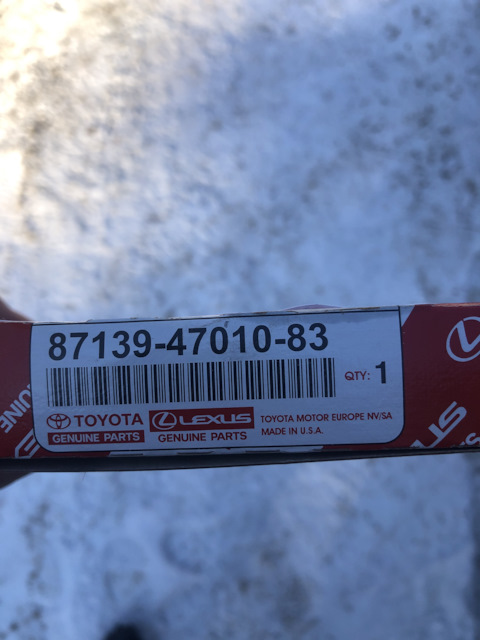 87139-47010-83
QTY: 1
TOYOTA
GENUINE PARTS
LEXUS
GENUINE PARTS
TOYOTA MOTOR EUROPE NV/SA
MADE IN U.S.A.